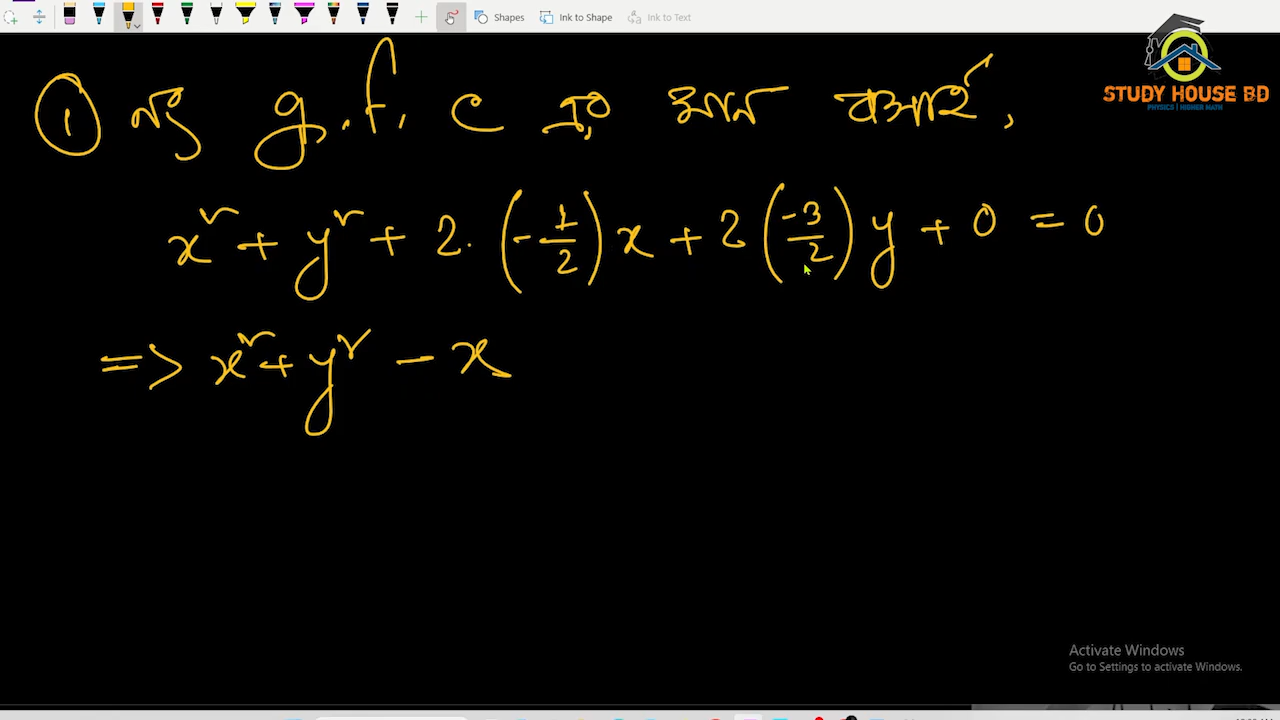 Shapes Ink to Shape Ink to Text
STUDY HOUSE BD
PHYSICS | HIGHER MATH
① নং g, f, c এর মান বসাই,
x² + y² + 2. (-1/2) x + 2 (-3/2) y + 0 = 0
=> x² + y² - x
Activate Windows
Go to Settings to activate Windows.